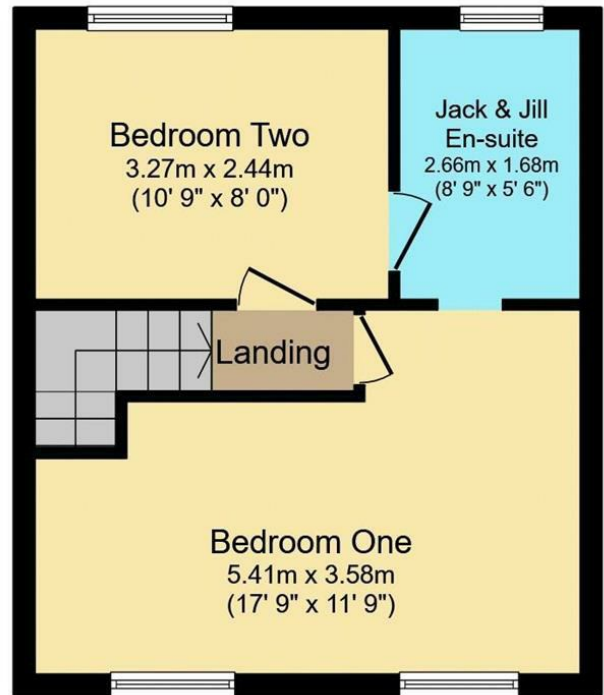 Bedroom Two
3.27m x 2.44m
(10' 9" x 8' 0")
Jack & Jill
En-suite
2.66m x 1.68m
(8' 9" x 5' 6")
Landing
Bedroom One
5.41m x 3.58m
(17' 9" x 11' 9")